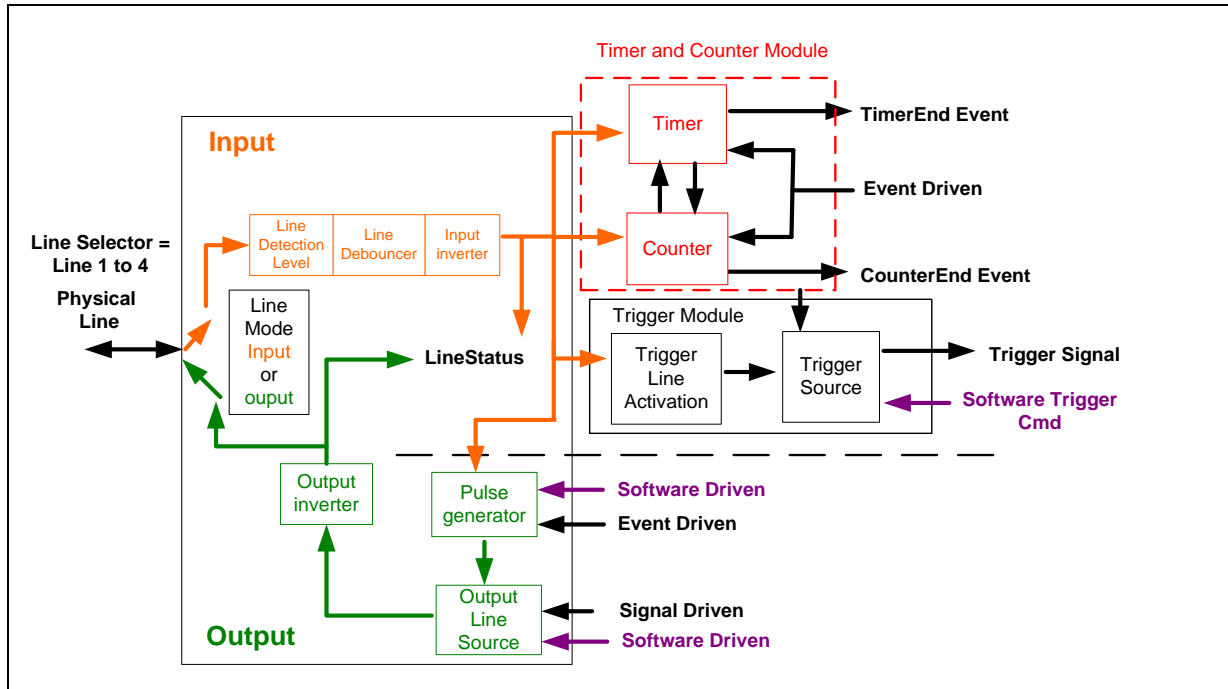 Timer and Counter Module
Input
Timer
TimerEnd Event
Event Driven
Line
Detection
Level
Line
Debouncer
Input
inverter
Counter
CounterEnd Event
Line Selector =
Line 1 to 4
Physical
Line
Line
Mode
Input
or
ouput
LineStatus
Trigger Module
Trigger
Line
Activation
Trigger
Source
Trigger Signal
Software Trigger
Cmd
Output
inverter
Pulse
generator
Software Driven
Event Driven
Output
Line
Source
Signal Driven
Software Driven
Output